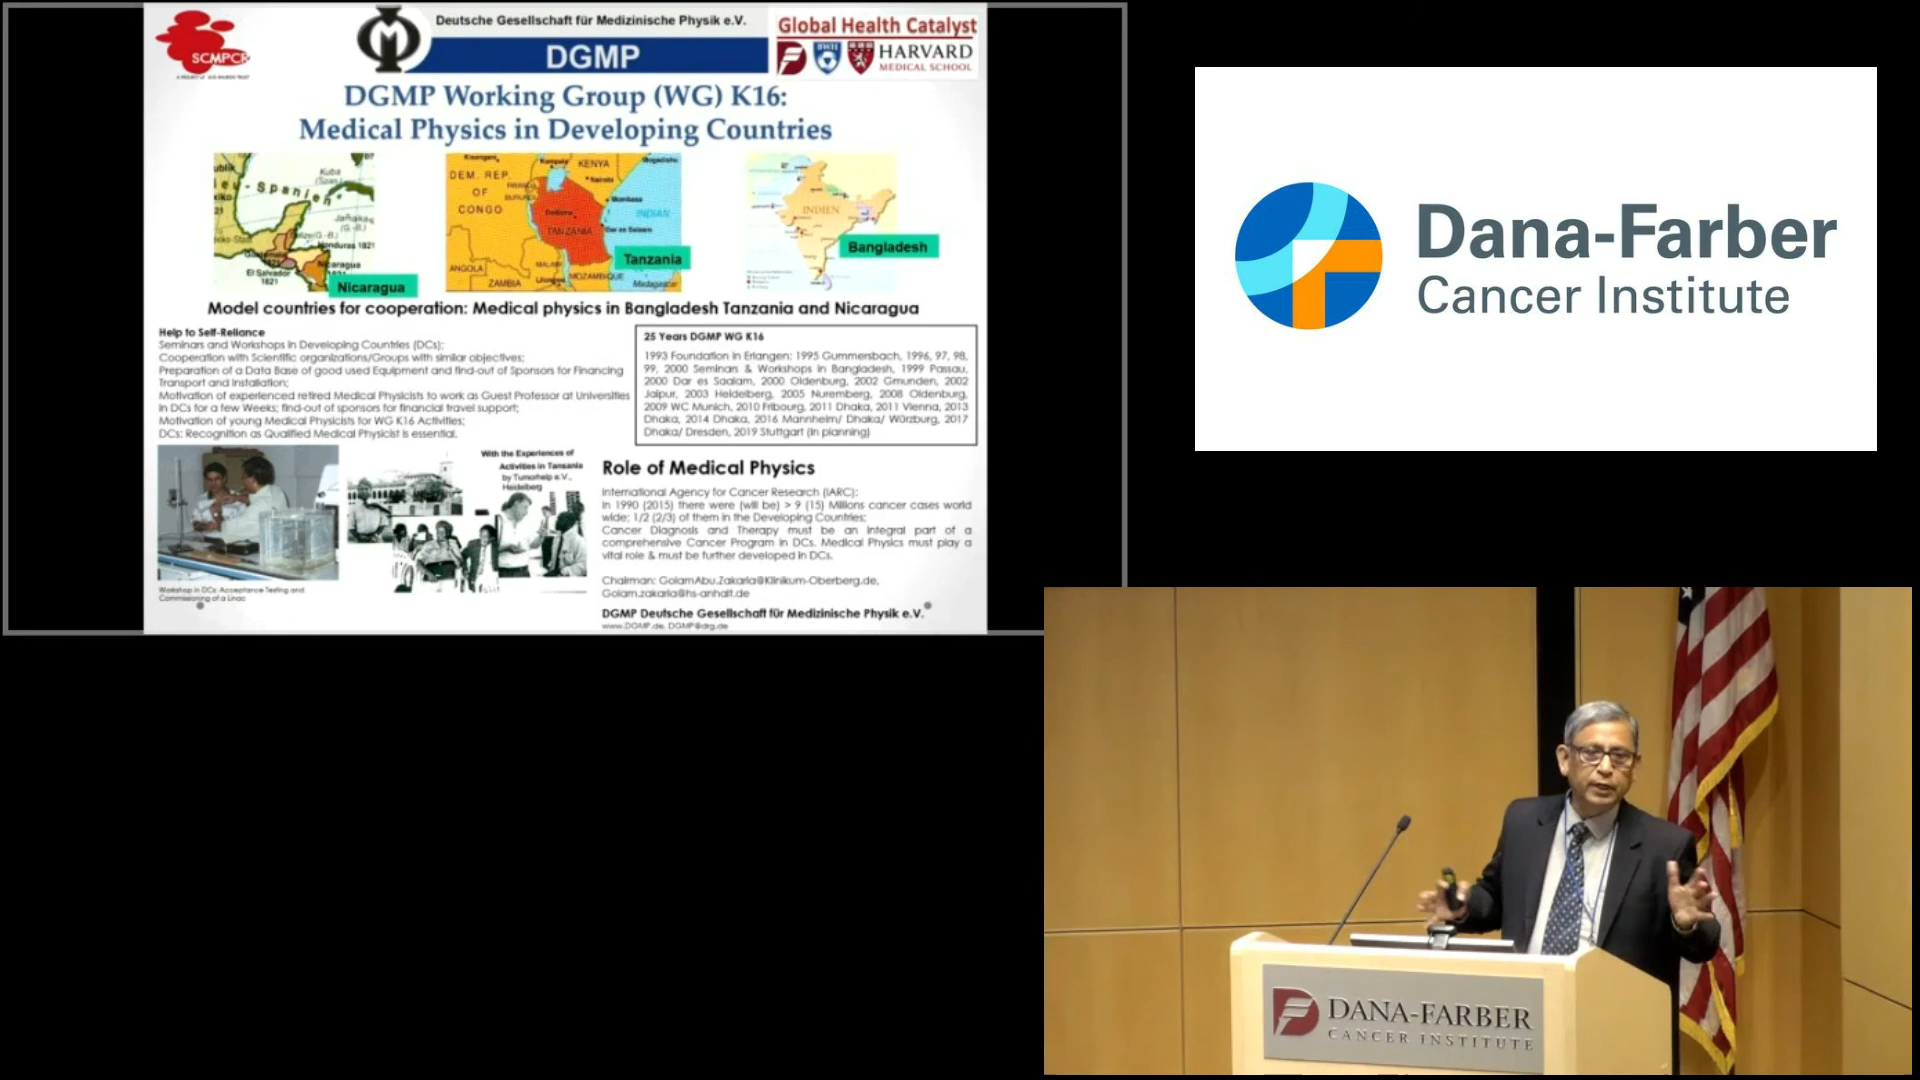 SCMPCR
Deutsche Gesellschaft für Medizinische Physik e.V.
DGMP
Global Health Catalyst
BWH
HARVARD
MEDICAL SCHOOL
DGMP Working Group (WG) K16:
Medical Physics in Developing Countries
Kuba
Jamaika
(G.-B.)
Honduras 1821
Nicaragua
El Salvador
1821
Nicaragua
KENYA
Mogadishu
DEM. REP.
OF
CONGO
Nairobi
Mombasa
INDIAN
TANZANIA
Dar es Salaam
ANGOLA
ZAMBIA
MOZAMBIQUE
Madagascar
Tanzania
INDIEN
Bangladesh
Model countries for cooperation: Medical physics in Bangladesh Tanzania and Nicaragua
Help to Self-Reliance
Seminars and Workshops in Developing Countries (DCs);
Cooperation with Scientific organizations/Groups with similar objectives;
Preparation of a Data Base of good used Equipment and find-out of Sponsors for Financing
Transport and Installation;
Motivation of experienced retired Medical Physicists to work as Guest Professor at Universities
in DCs for a few Weeks; find-out of sponsors for financial travel support;
Motivation of young Medical Physicists for WG K16 Activities;
DCs: Recognition as Qualified Medical Physicist is essential.
25 Years DGMP WG K16
1993 Foundation in Erlangen; 1995 Gummersbach, 1996, 97, 98,
99, 2000 Seminars & Workshops in Bangladesh, 1999 Passau,
2000 Dar es Saalam, 2000 Oldenburg, 2002 Gmunden, 2002
Jaipur, 2003 Heidelberg, 2005 Nuremberg, 2008 Oldenburg,
2009 WC Munich, 2010 Fribourg, 2011 Dhaka, 2011 Vienna, 2013
Dhaka, 2014 Dhaka, 2016 Mannheim/ Dhaka/ Würzburg, 2017
Dhaka/ Dresden, 2019 Stuttgart (in planning)
With the Experiences of
Activities in Tansania
by Tumorhelp e.V.,
Heidelberg
Workshop in DCs: Acceptance Testing and
Commissioning of a Linac
Role of Medical Physics
International Agency for Cancer Research (IARC):
In 1990 (2015) there were (will be) > 9 (15) Millions cancer cases world
wide; 1/2 (2/3) of them in the Developing Countries;
Cancer Diagnosis and Therapy must be an integral part of a
comprehensive Cancer Program in DCs. Medical Physics must play a
vital role & must be further developed in DCs.
Chairman: GolamAbu.Zakaria@Klinikum-Oberberg.de,
Golam.zakaria@hs-anhalt.de
DGMP Deutsche Gesellschaft für Medizinische Physik e.V.
www.DGMP.de, DGMP@drg.de
Dana-Farber
Cancer Institute
DANA-FARBER
CANCER INSTITUTE